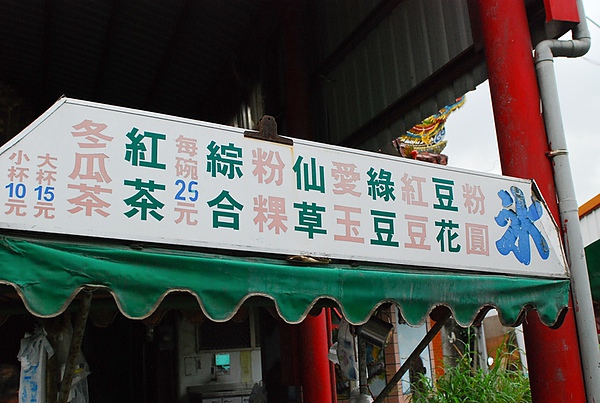 冰
粉圓
豆花
紅豆
綠豆
愛玉
仙草
粉粿
綜合
每碗25元
紅茶
冬瓜茶
大杯15元
小杯10元